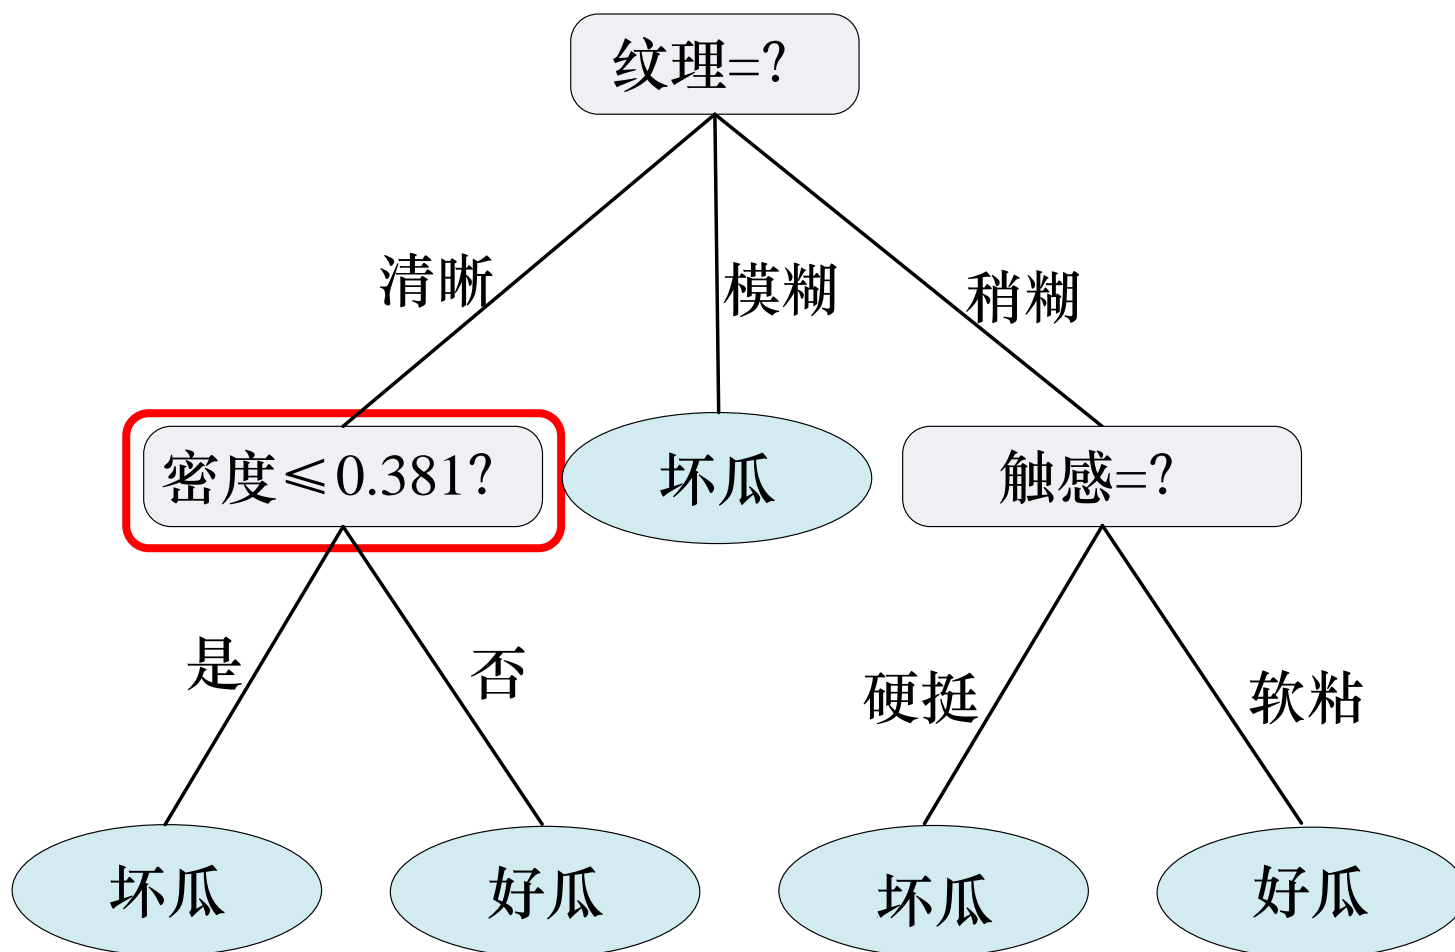 纹理=?
清晰
模糊
稍糊
密度≤0.381?
坏瓜
触感=?
是
否
硬挺
软粘
坏瓜
好瓜
坏瓜
好瓜